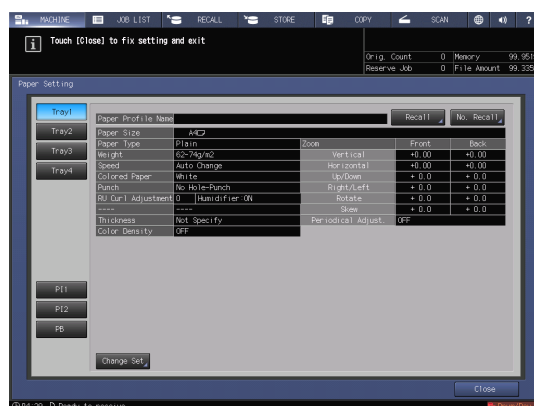 MACHINE JOB LIST RECALL STORE COPY SCAN ?
Touch [Close] to fix setting and exit
Orig. Count 0 Memory 99.951
Reserve Job 0 File Amount 99.335
Paper Setting
Tray1
Tray2
Tray3
Tray4
PI1
PI2
PB
Paper Profile Name Recall No. Recall
Paper Size A4
Paper Type Plain Zoom Front Back
Weight 62-74g/m2 Vertical +0.00 +0.00
Speed Auto Change Horizontal +0.00 +0.00
Colored Paper White Up/Down + 0.0 + 0.0
Punch No Hole-Punch Right/Left + 0.0 + 0.0
RU Curl Adjustment 0 Humidifier:ON Rotate + 0.0 + 0.0
---- ---- Skew + 0.0 + 0.0
Thickness Not Specify Periodical Adjust. OFF
Color Density OFF
Change Set
Close